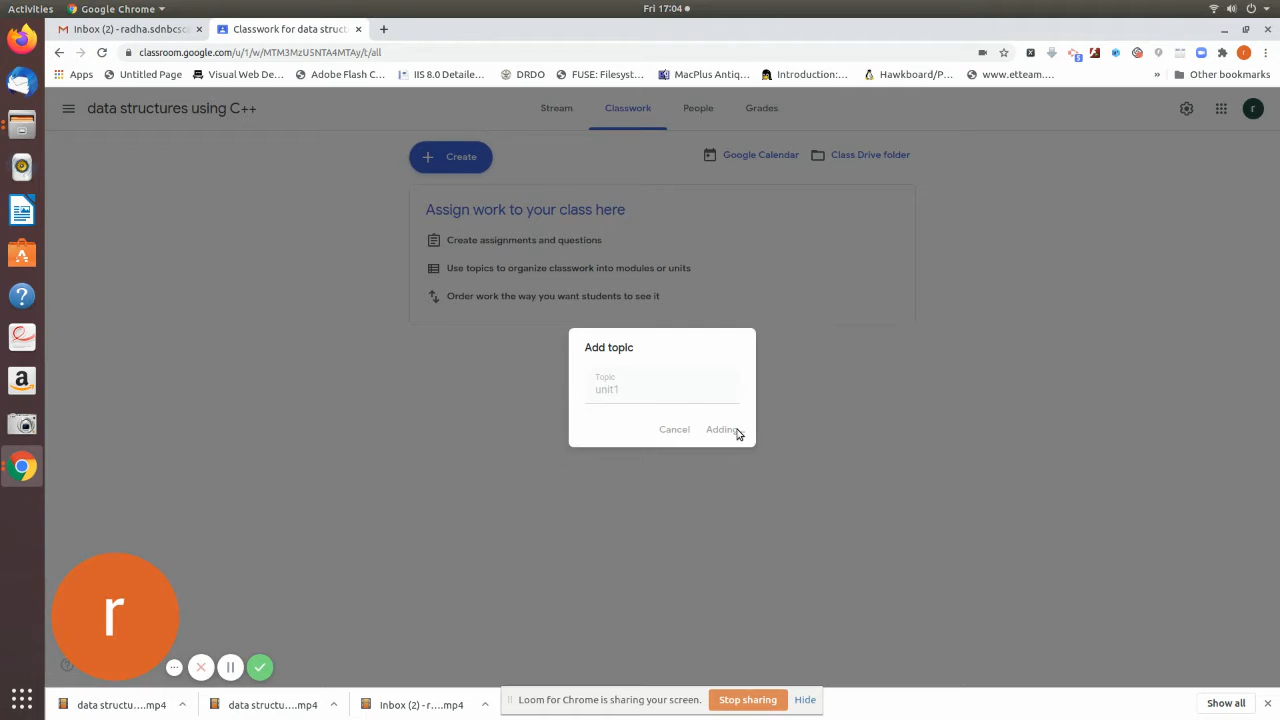 Activities
Google Chrome
Fri 17:04
Inbox (2) - radha.sdnbcsc
Classwork for data struct
classroom.google.com/u/1/w/MTM3MzU5NTA4MTAy/t/all
5
r
Apps
Untitled Page
Visual Web De...
Adobe Flash C...
IIS 8.0 Detaile...
DRDO
FUSE: Filesyst...
MacPlus Antiq...
Introduction:...
Hawkboard/P...
www.etteam....
»
Other bookmarks
data structures using C++
Stream
Classwork
People
Grades
r
Create
Google Calendar
Class Drive folder
Assign work to your class here
Create assignments and questions
Use topics to organize classwork into modules or units
Order work the way you want students to see it
Add topic
Topic
unit1
Cancel
Adding...
r
Loom for Chrome is sharing your screen.
Stop sharing
Hide
data structu....mp4
data structu....mp4
Inbox (2) - r....mp4
Show all